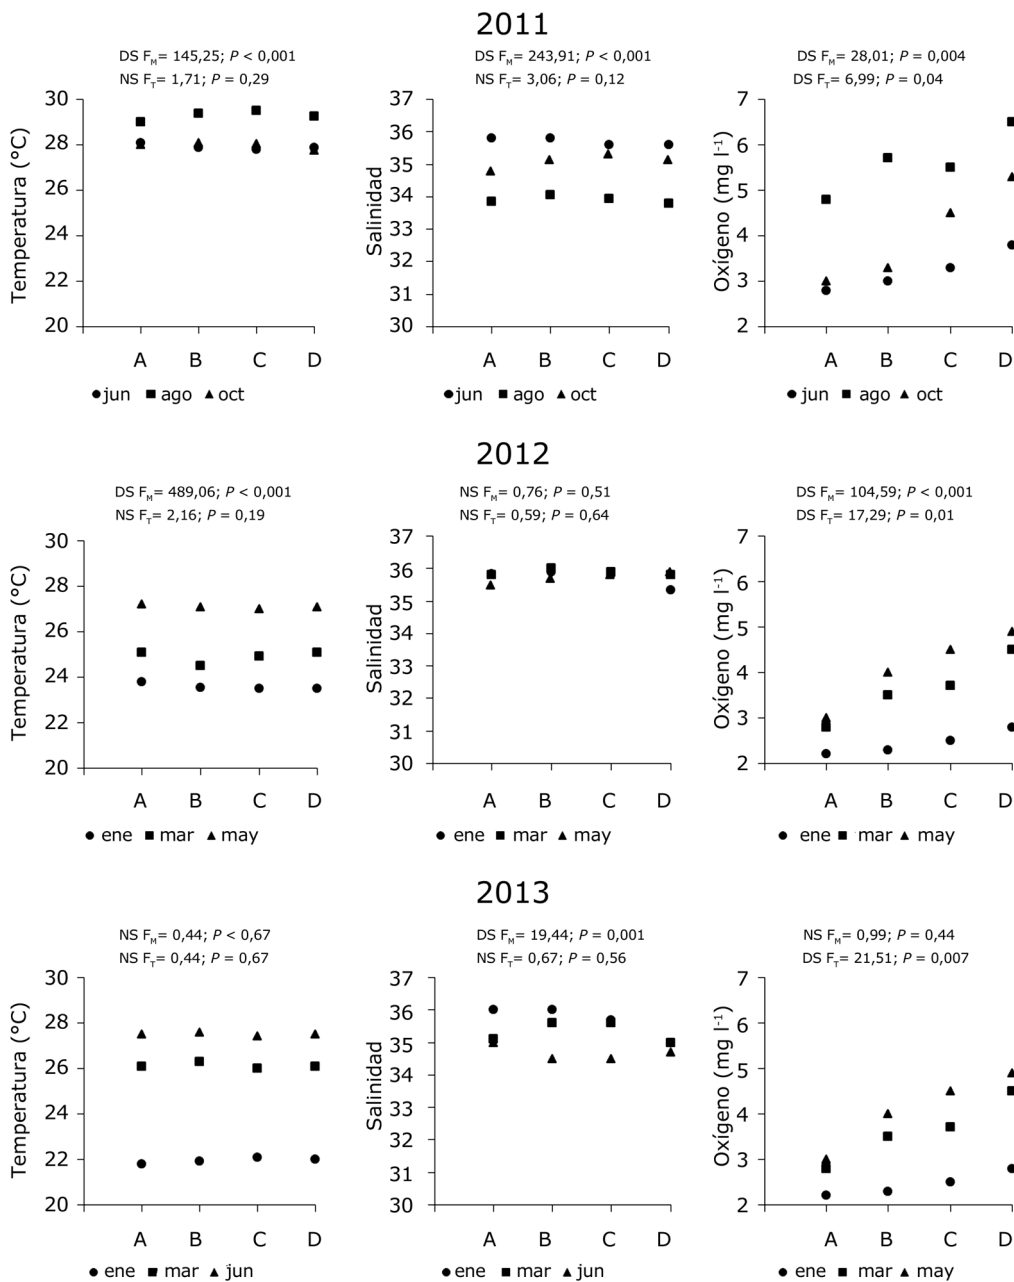 2011
DS F_M= 145,25; P < 0,001
NS F_T= 1,71; P = 0,29
Temperatura (°C)
30
28
26
24
22
20
A B C D
●jun ■ago ▲oct
DS F_M= 243,91; P < 0,001
NS F_T= 3,06; P = 0,12
Salinidad
37
36
35
34
33
32
31
30
A B C D
●jun ■ago ▲oct
DS F_M= 28,01; P = 0,004
DS F_T= 6,99; P = 0,04
Oxígeno (mg l⁻¹)
7
6
5
4
3
2
A B C D
●jun ■ago ▲oct
2012
DS F_M= 489,06; P < 0,001
NS F_T= 2,16; P = 0,19
Temperatura (°C)
30
28
26
24
22
20
A B C D
● ene ■ mar ▲ may
NS F_M= 0,76; P = 0,51
NS F_T= 0,59; P = 0,64
Salinidad
37
36
35
34
33
32
31
30
A B C D
● ene ■ mar ▲ may
DS F_M= 104,59; P < 0,001
DS F_T= 17,29; P = 0,01
Oxígeno (mg l⁻¹)
7
6
5
4
3
2
A B C D
● ene ■ mar ▲ may
2013
NS F_M= 0,44; P < 0,67
NS F_T= 0,44; P = 0,67
Temperatura (°C)
30
28
26
24
22
20
A B C D
● ene ■ mar ▲ jun
DS F_M= 19,44; P = 0,001
NS F_T= 0,67; P = 0,56
Salinidad
37
36
35
34
33
32
31
30
A B C D
● ene ■ mar ▲ jun
NS F_M= 0,99; P = 0,44
DS F_T= 21,51; P = 0,007
Oxígeno (mg l⁻¹)
7
6
5
4
3
2
A B C D
● ene ■ mar ▲ may